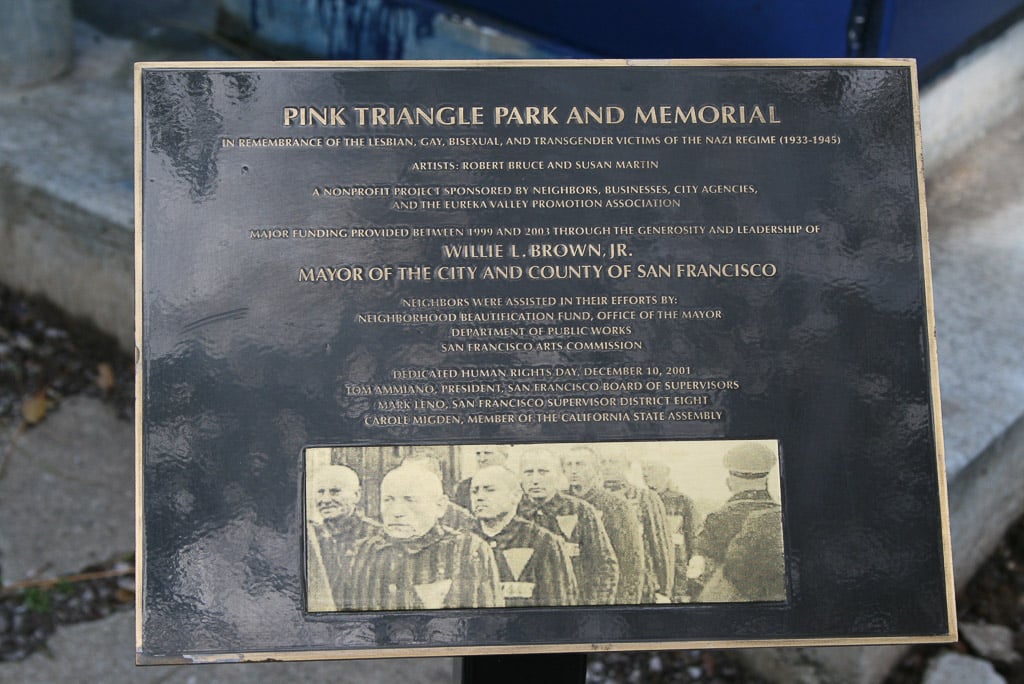 PINK TRIANGLE PARK AND MEMORIAL
IN REMEMBRANCE OF THE LESBIAN, GAY, BISEXUAL, AND TRANSGENDER VICTIMS OF THE NAZI REGIME (1933-1945)
ARTISTS: ROBERT BRUCE AND SUSAN MARTIN
A NONPROFIT PROJECT SPONSORED BY NEIGHBORS, BUSINESSES, CITY AGENCIES,
AND THE EUREKA VALLEY PROMOTION ASSOCIATION
MAJOR FUNDING PROVIDED BETWEEN 1999 AND 2003 THROUGH THE GENEROSITY AND LEADERSHIP OF
WILLIE L. BROWN, JR.
MAYOR OF THE CITY AND COUNTY OF SAN FRANCISCO
NEIGHBORS WERE ASSISTED IN THEIR EFFORTS BY:
NEIGHBORHOOD BEAUTIFICATION FUND, OFFICE OF THE MAYOR
DEPARTMENT OF PUBLIC WORKS
SAN FRANCISCO ARTS COMMISSION
DEDICATED HUMAN RIGHTS DAY, DECEMBER 10, 2001
TOM AMMIANO, PRESIDENT, SAN FRANCISCO BOARD OF SUPERVISORS
MARK LENO, SAN FRANCISCO SUPERVISOR DISTRICT EIGHT
CAROLE MIGDEN, MEMBER OF THE CALIFORNIA STATE ASSEMBLY